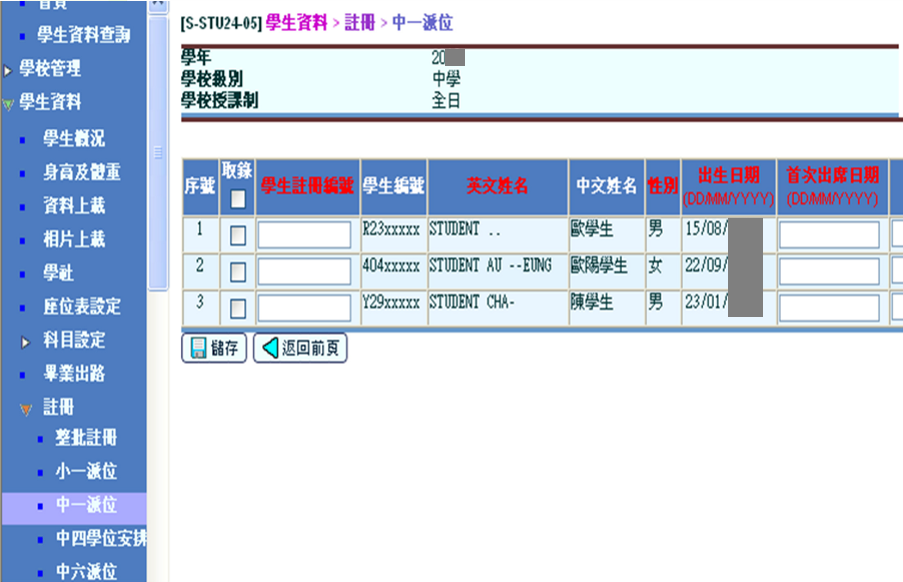 首頁
學生資料查詢
學校管理
學生資料
學生概況
身高及體重
資料上載
相片上載
學社
座位表設定
科目設定
畢業出路
註冊
整批註冊
小一派位
中一派位
中四學位安排
中六派位
[S-STU24-05] 學生資料 > 註冊 > 中一派位
學年 20
學校級別 中學
學校授課制 全日
序號 取錄 學生註冊編號 學生編號 英文姓名 中文姓名 性別 出生日期 (DD/MM/YYYY) 首次出席日期 (DD/MM/YYYY)
1 R23xxxxx STUDENT .. 歐學生 男 15/08/
2 404xxxxx STUDENT AU --EUNG 歐陽學生 女 22/09/
3 Y29xxxxx STUDENT CHA- 陳學生 男 23/01/
儲存 返回前頁